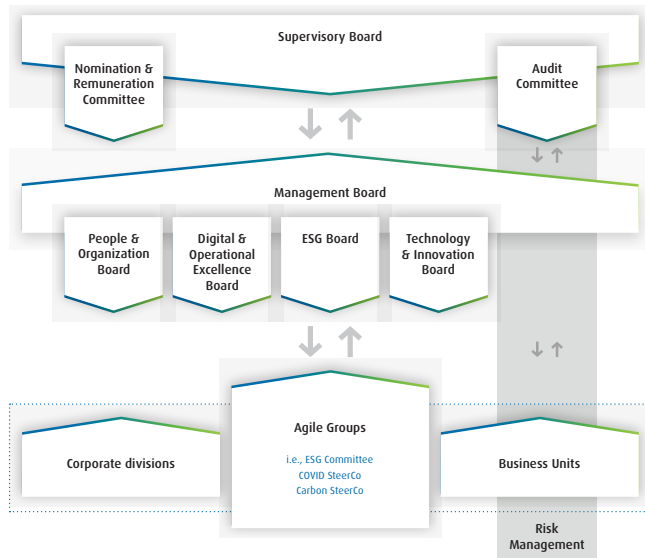 Supervisory Board
Nomination &
Remuneration
Committee
Audit
Committee
Management Board
People &
Organization
Board
Digital &
Operational
Excellence
Board
ESG Board
Technology
& Innovation
Board
Agile Groups
i.e., ESG Committee
COVID SteerCo
Carbon SteerCo
Corporate divisions
Business Units
Risk
Management